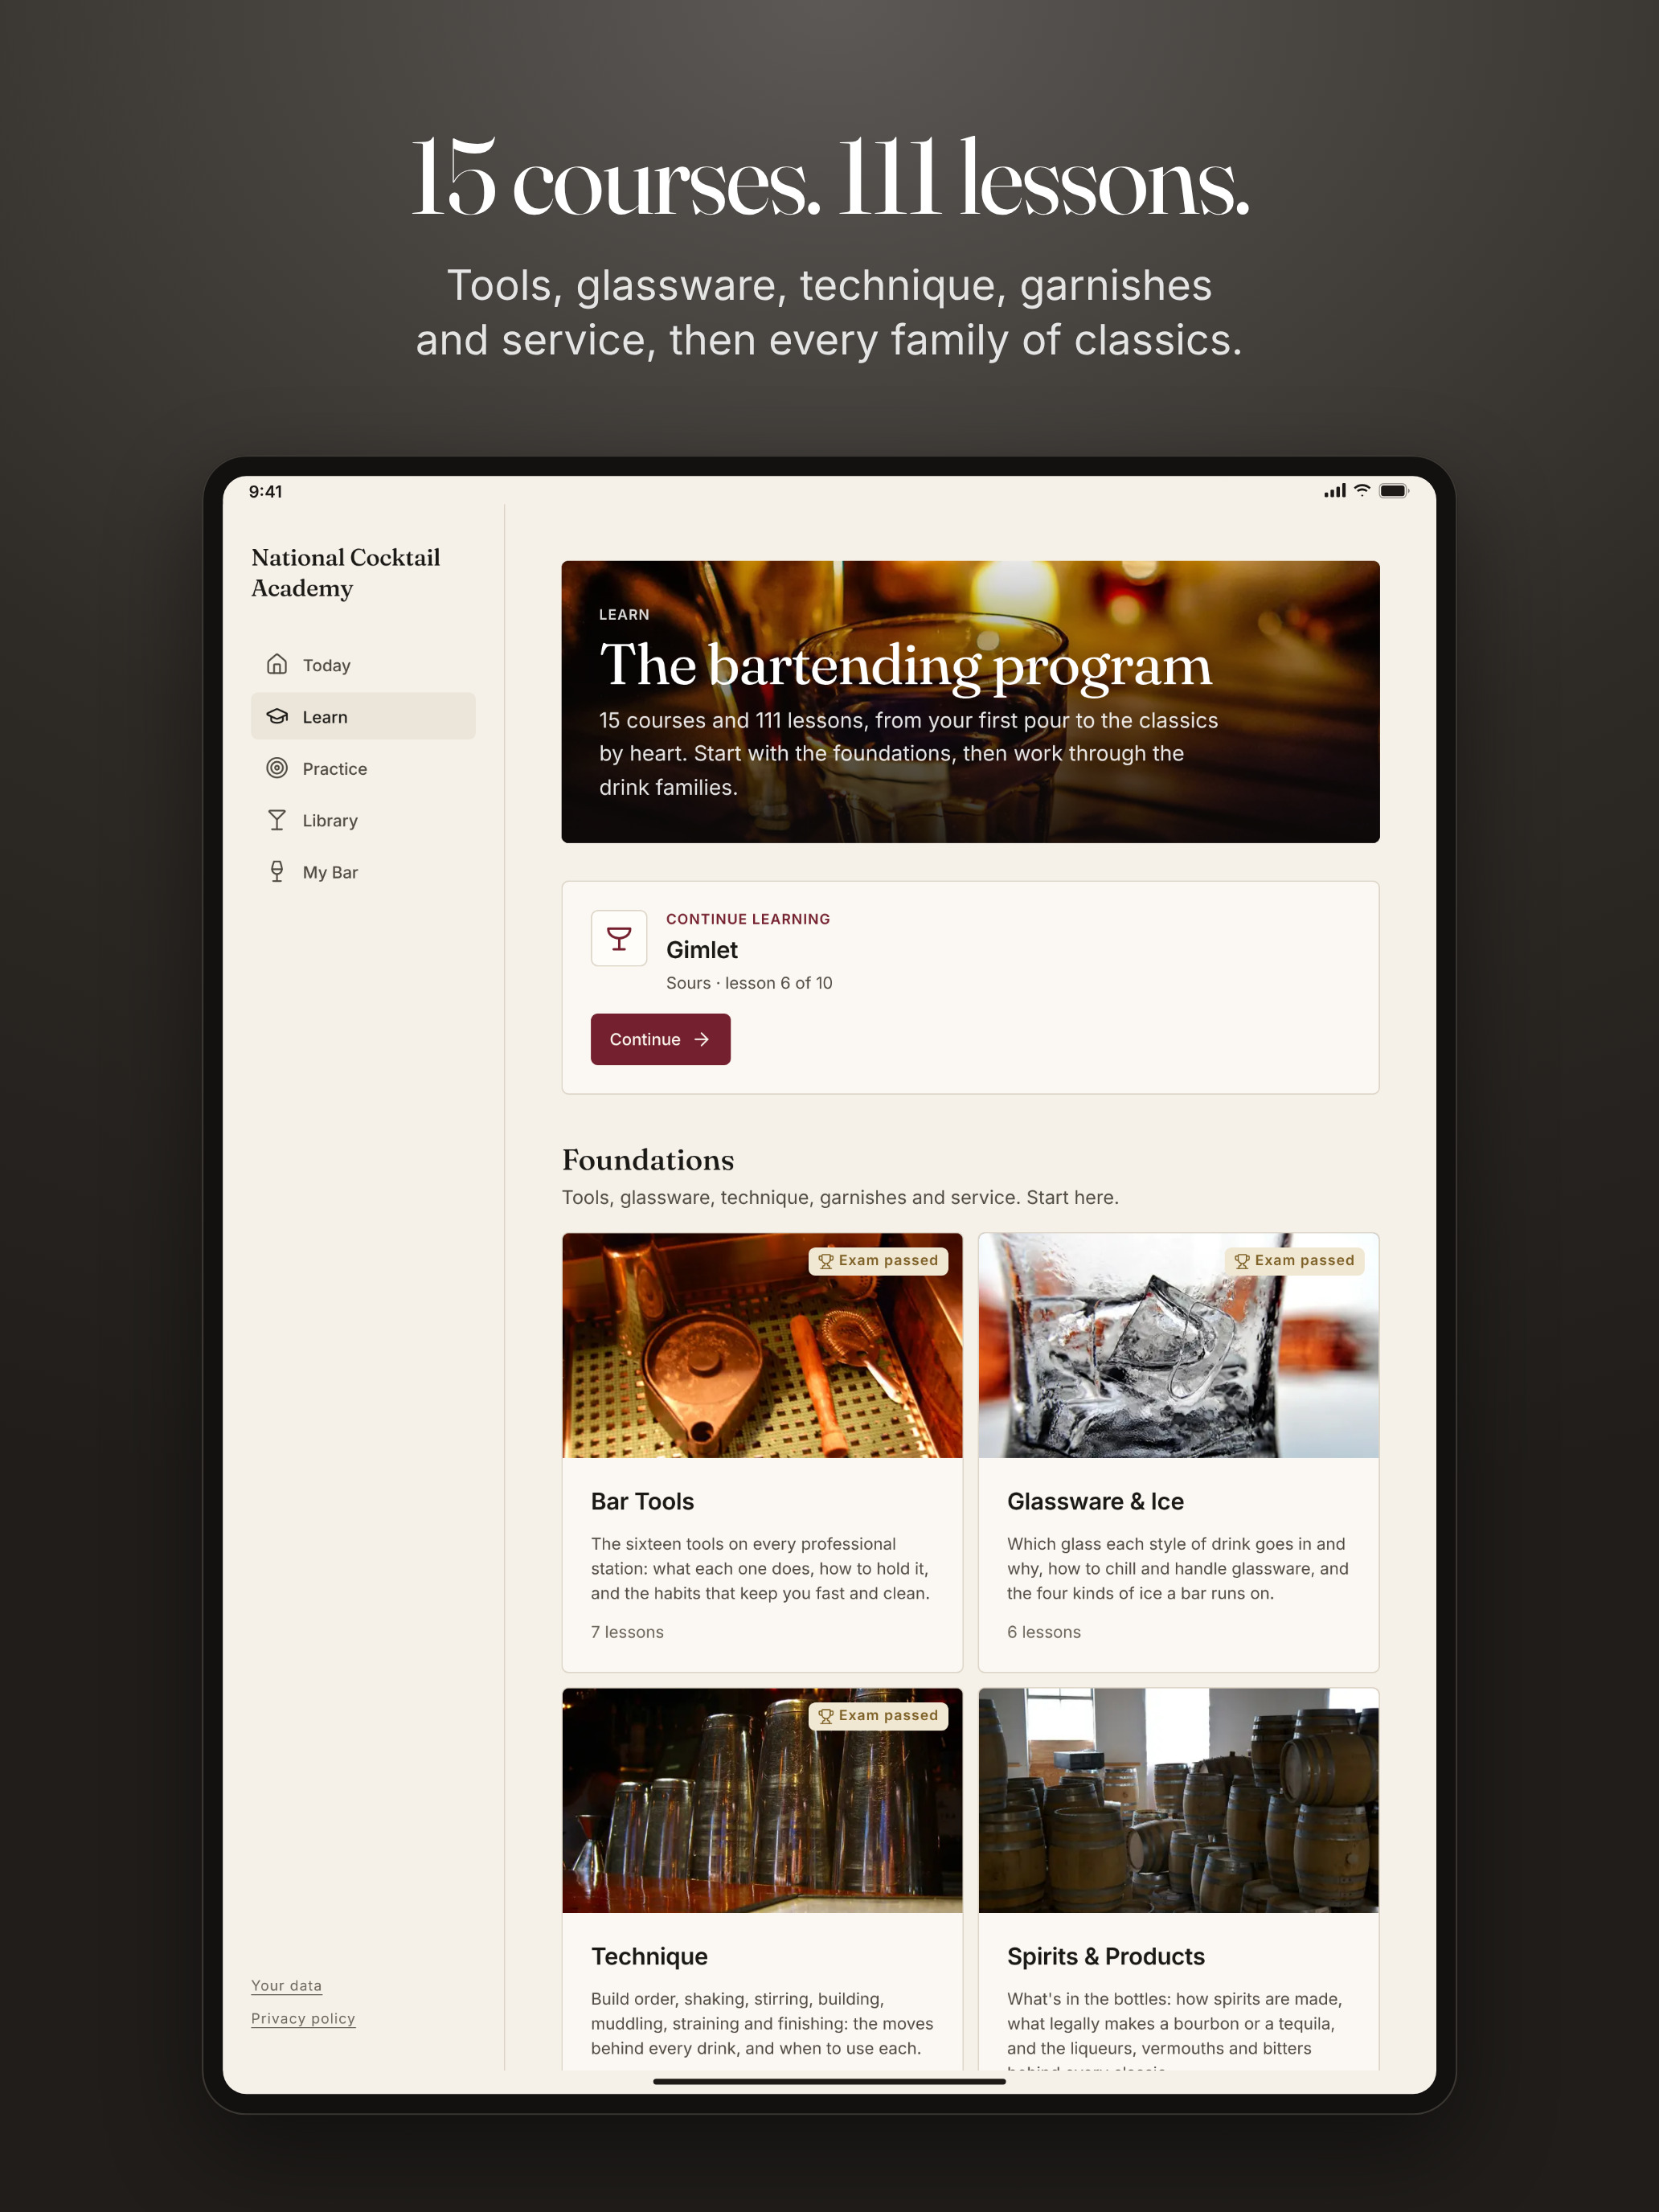 15 courses. 111 lessons.
Tools, glassware, technique, garnishes
and service, then every family of classics.
9:41
National Cocktail
Academy
Today
Learn
Practice
Library
My Bar
Your data
Privacy policy
LEARN
The bartending program
15 courses and 111 lessons, from your first pour to the classics
by heart. Start with the foundations, then work through the
drink families.
CONTINUE LEARNING
Gimlet
Sours · lesson 6 of 10
Continue
Foundations
Tools, glassware, technique, garnishes and service. Start here.
Exam passed
Bar Tools
The sixteen tools on every professional
station: what each one does, how to hold it,
and the habits that keep you fast and clean.
7 lessons
Exam passed
Glassware & Ice
Which glass each style of drink goes in and
why, how to chill and handle glassware, and
the four kinds of ice a bar runs on.
6 lessons
Exam passed
Technique
Build order, shaking, stirring, building,
muddling, straining and finishing: the moves
behind every drink, and when to use each.
Spirits & Products
What's in the bottles: how spirits are made,
what legally makes a bourbon or a tequila,
and the liqueurs, vermouths and bitters